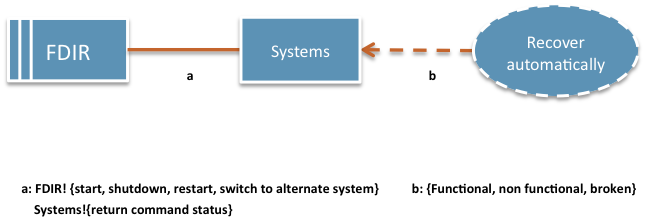 FDIR
Systems
Recover
automatically
a
b
a: FDIR! {start, shutdown, restart, switch to alternate system}
Systems!{return command status}
b: {Functional, non functional, broken}